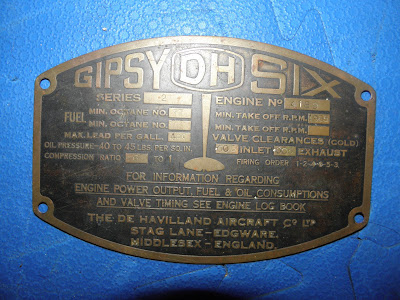 GIPSY DH SIX
SERIES 2 ENGINE Nº
FUEL MIN. OCTANE Nº MIN. TAKE OFF R.P.M.
MIN. OCTANE Nº MIN. TAKE OFF R.P.M.
MAX. LEAD PER GALL. VALVE CLEARANCES (COLD)
OIL PRESSURE-40 TO 45 LBS. PER SQ. IN. INLET EXHAUST
COMPRESSION RATIO TO 1 FIRING ORDER 1-2-4-6-5-3.
FOR INFORMATION REGARDING
ENGINE POWER OUTPUT, FUEL & OIL CONSUMPTIONS
AND VALVE TIMING SEE ENGINE LOG BOOK
THE DE HAVILLAND AIRCRAFT Cº LTD
STAG LANE-EDGWARE.
MIDDLESEX-ENGLAND.